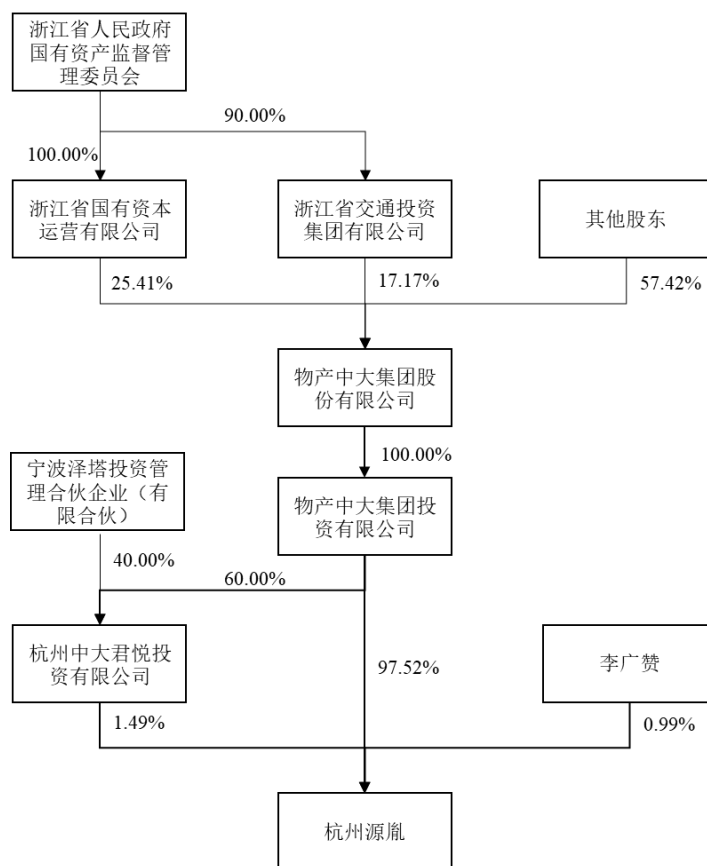 浙江省人民政府
国有资产监督管
理委员会
90.00%
100.00%
浙江省国有资本
运营有限公司
浙江省交通投资
集团有限公司
其他股东
25.41%
17.17%
57.42%
物产中大集团股
份有限公司
100.00%
宁波泽塔投资管
理合伙企业（有
限合伙）
物产中大集团投
资有限公司
40.00%
60.00%
杭州中大君悦投
资有限公司
97.52%
李广赞
1.49%
0.99%
杭州源胤